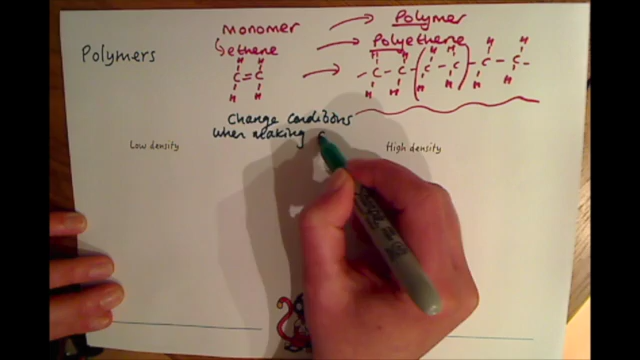 Polymers
monomer → Polymer
ethene → Polyethene
H H H H H H H H
C=C → -C-C-(C-C)-C-C-
H H H H H H H H
Change conditions
when making
Low density
High density